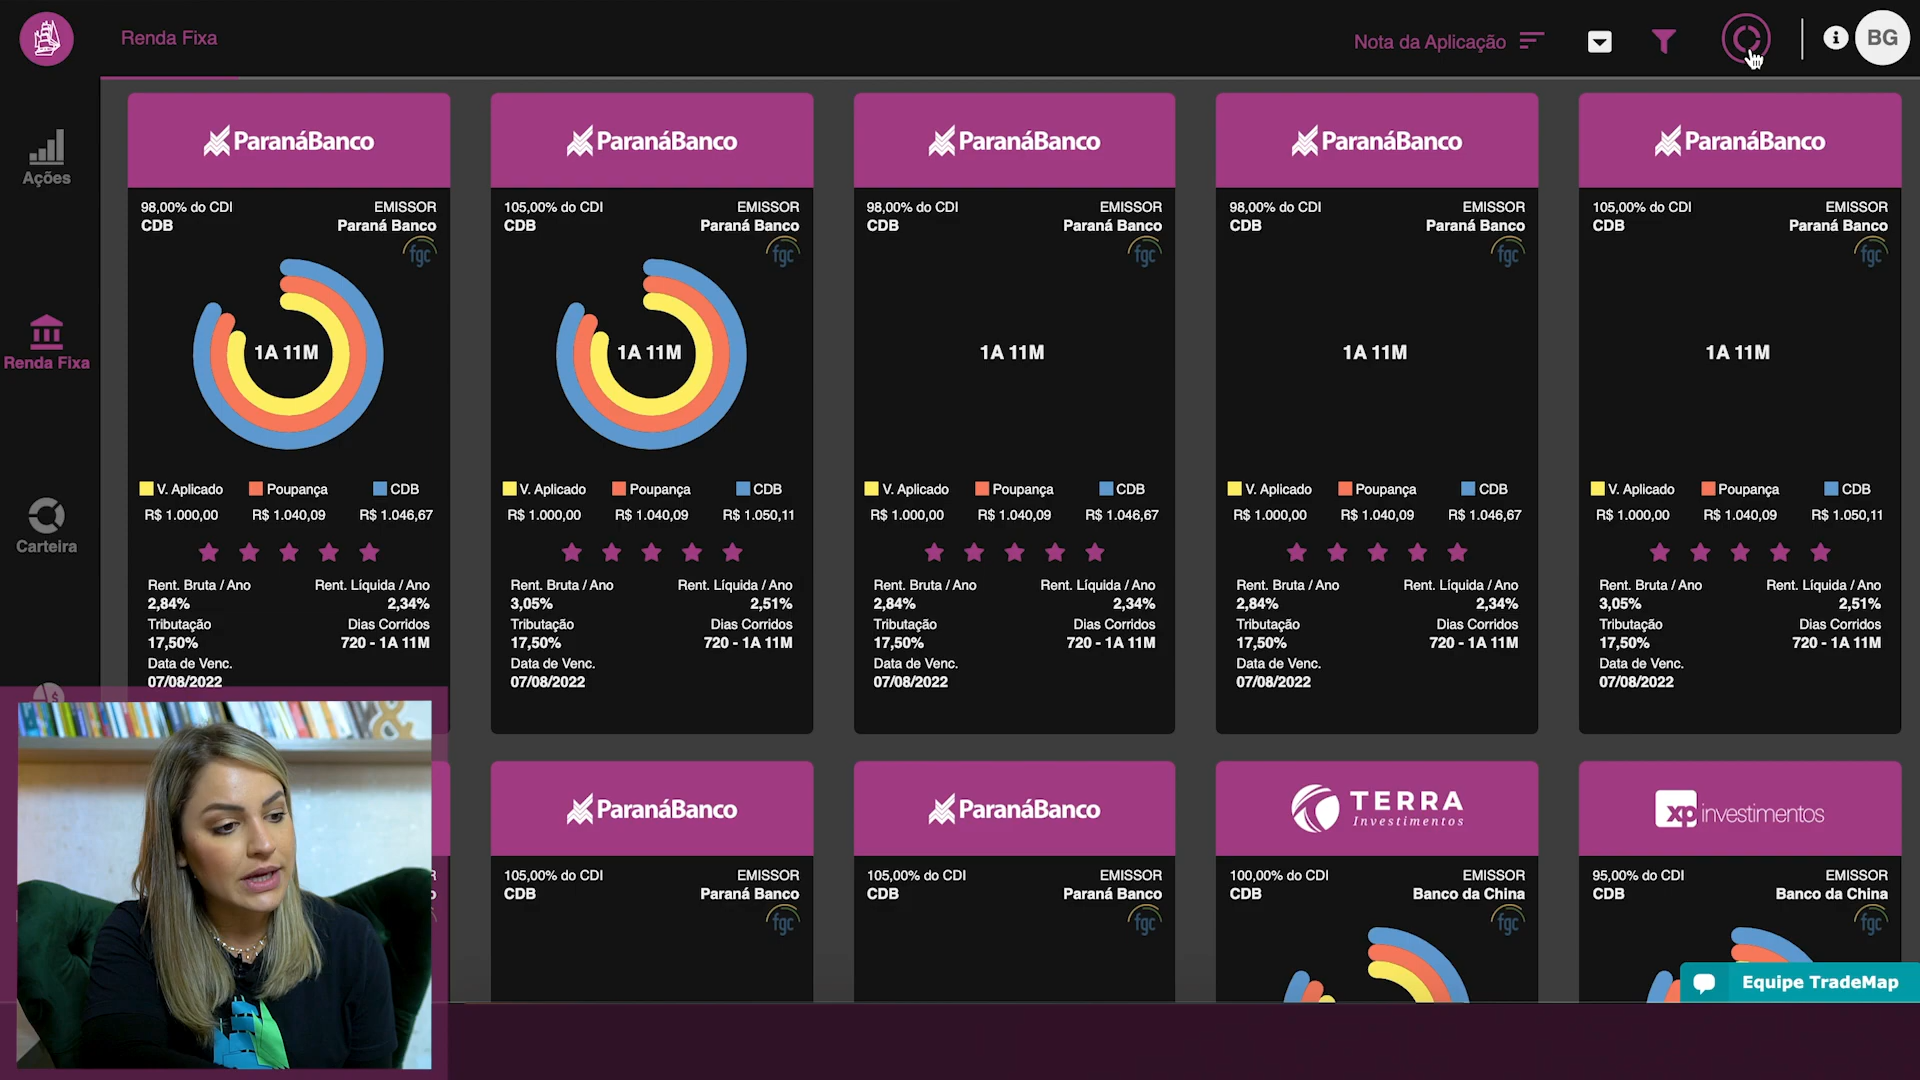 Renda Fixa
Nota da Aplicação
BG
Ações
Renda Fixa
Carteira
ParanáBanco
98,00% do CDI EMISSOR
CDB Paraná Banco
fgc
1A 11M
V. Aplicado Poupança CDB
R$ 1.000,00 R$ 1.040,09 R$ 1.046,67
Rent. Bruta / Ano Rent. Líquida / Ano
2,84% 2,34%
Tributação Dias Corridos
17,50% 720 - 1A 11M
Data de Venc.
07/08/2022
ParanáBanco
105,00% do CDI EMISSOR
CDB Paraná Banco
fgc
1A 11M
V. Aplicado Poupança CDB
R$ 1.000,00 R$ 1.040,09 R$ 1.050,11
Rent. Bruta / Ano Rent. Líquida / Ano
3,05% 2,51%
Tributação Dias Corridos
17,50% 720 - 1A 11M
Data de Venc.
07/08/2022
ParanáBanco
98,00% do CDI EMISSOR
CDB Paraná Banco
fgc
1A 11M
V. Aplicado Poupança CDB
R$ 1.000,00 R$ 1.040,09 R$ 1.046,67
Rent. Bruta / Ano Rent. Líquida / Ano
2,84% 2,34%
Tributação Dias Corridos
17,50% 720 - 1A 11M
Data de Venc.
07/08/2022
ParanáBanco
98,00% do CDI EMISSOR
CDB Paraná Banco
fgc
1A 11M
V. Aplicado Poupança CDB
R$ 1.000,00 R$ 1.040,09 R$ 1.046,67
Rent. Bruta / Ano Rent. Líquida / Ano
2,84% 2,34%
Tributação Dias Corridos
17,50% 720 - 1A 11M
Data de Venc.
07/08/2022
ParanáBanco
105,00% do CDI EMISSOR
CDB Paraná Banco
fgc
1A 11M
V. Aplicado Poupança CDB
R$ 1.000,00 R$ 1.040,09 R$ 1.050,11
Rent. Bruta / Ano Rent. Líquida / Ano
3,05% 2,51%
Tributação Dias Corridos
17,50% 720 - 1A 11M
Data de Venc.
07/08/2022
ParanáBanco
105,00% do CDI EMISSOR
CDB Paraná Banco
fgc
ParanáBanco
105,00% do CDI EMISSOR
CDB Paraná Banco
fgc
TERRA
Investimentos
100,00% do CDI EMISSOR
CDB Banco da China
fgc
xp investimentos
95,00% do CDI EMISSOR
CDB Banco da China
fgc
Equipe TradeMap
&